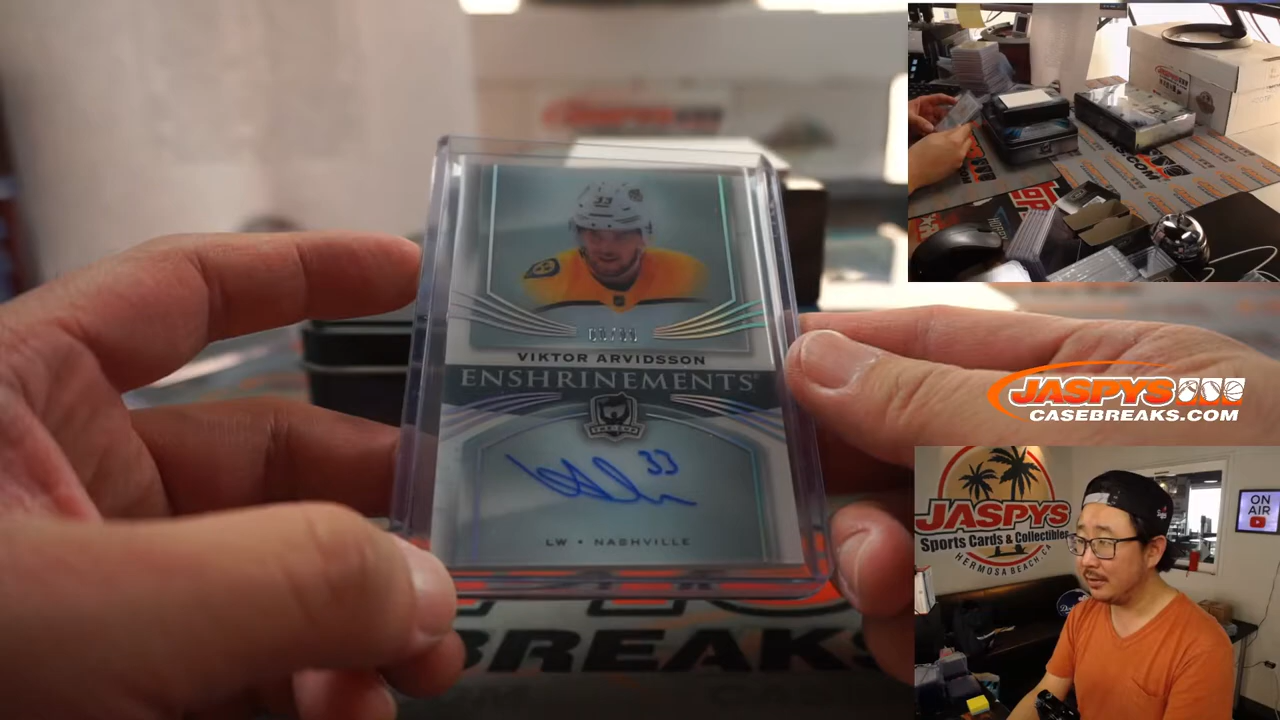 33
VIKTOR ARVIDSSON
ENSHRINEMENTS
THE CUP
33
LW • NASHVILLE
BREAKS
JASPYS
CASEBREAKS.COM
JASPYS
Sports Cards & Collectibles
HERMOSA BEACH, CA
ON
AIR